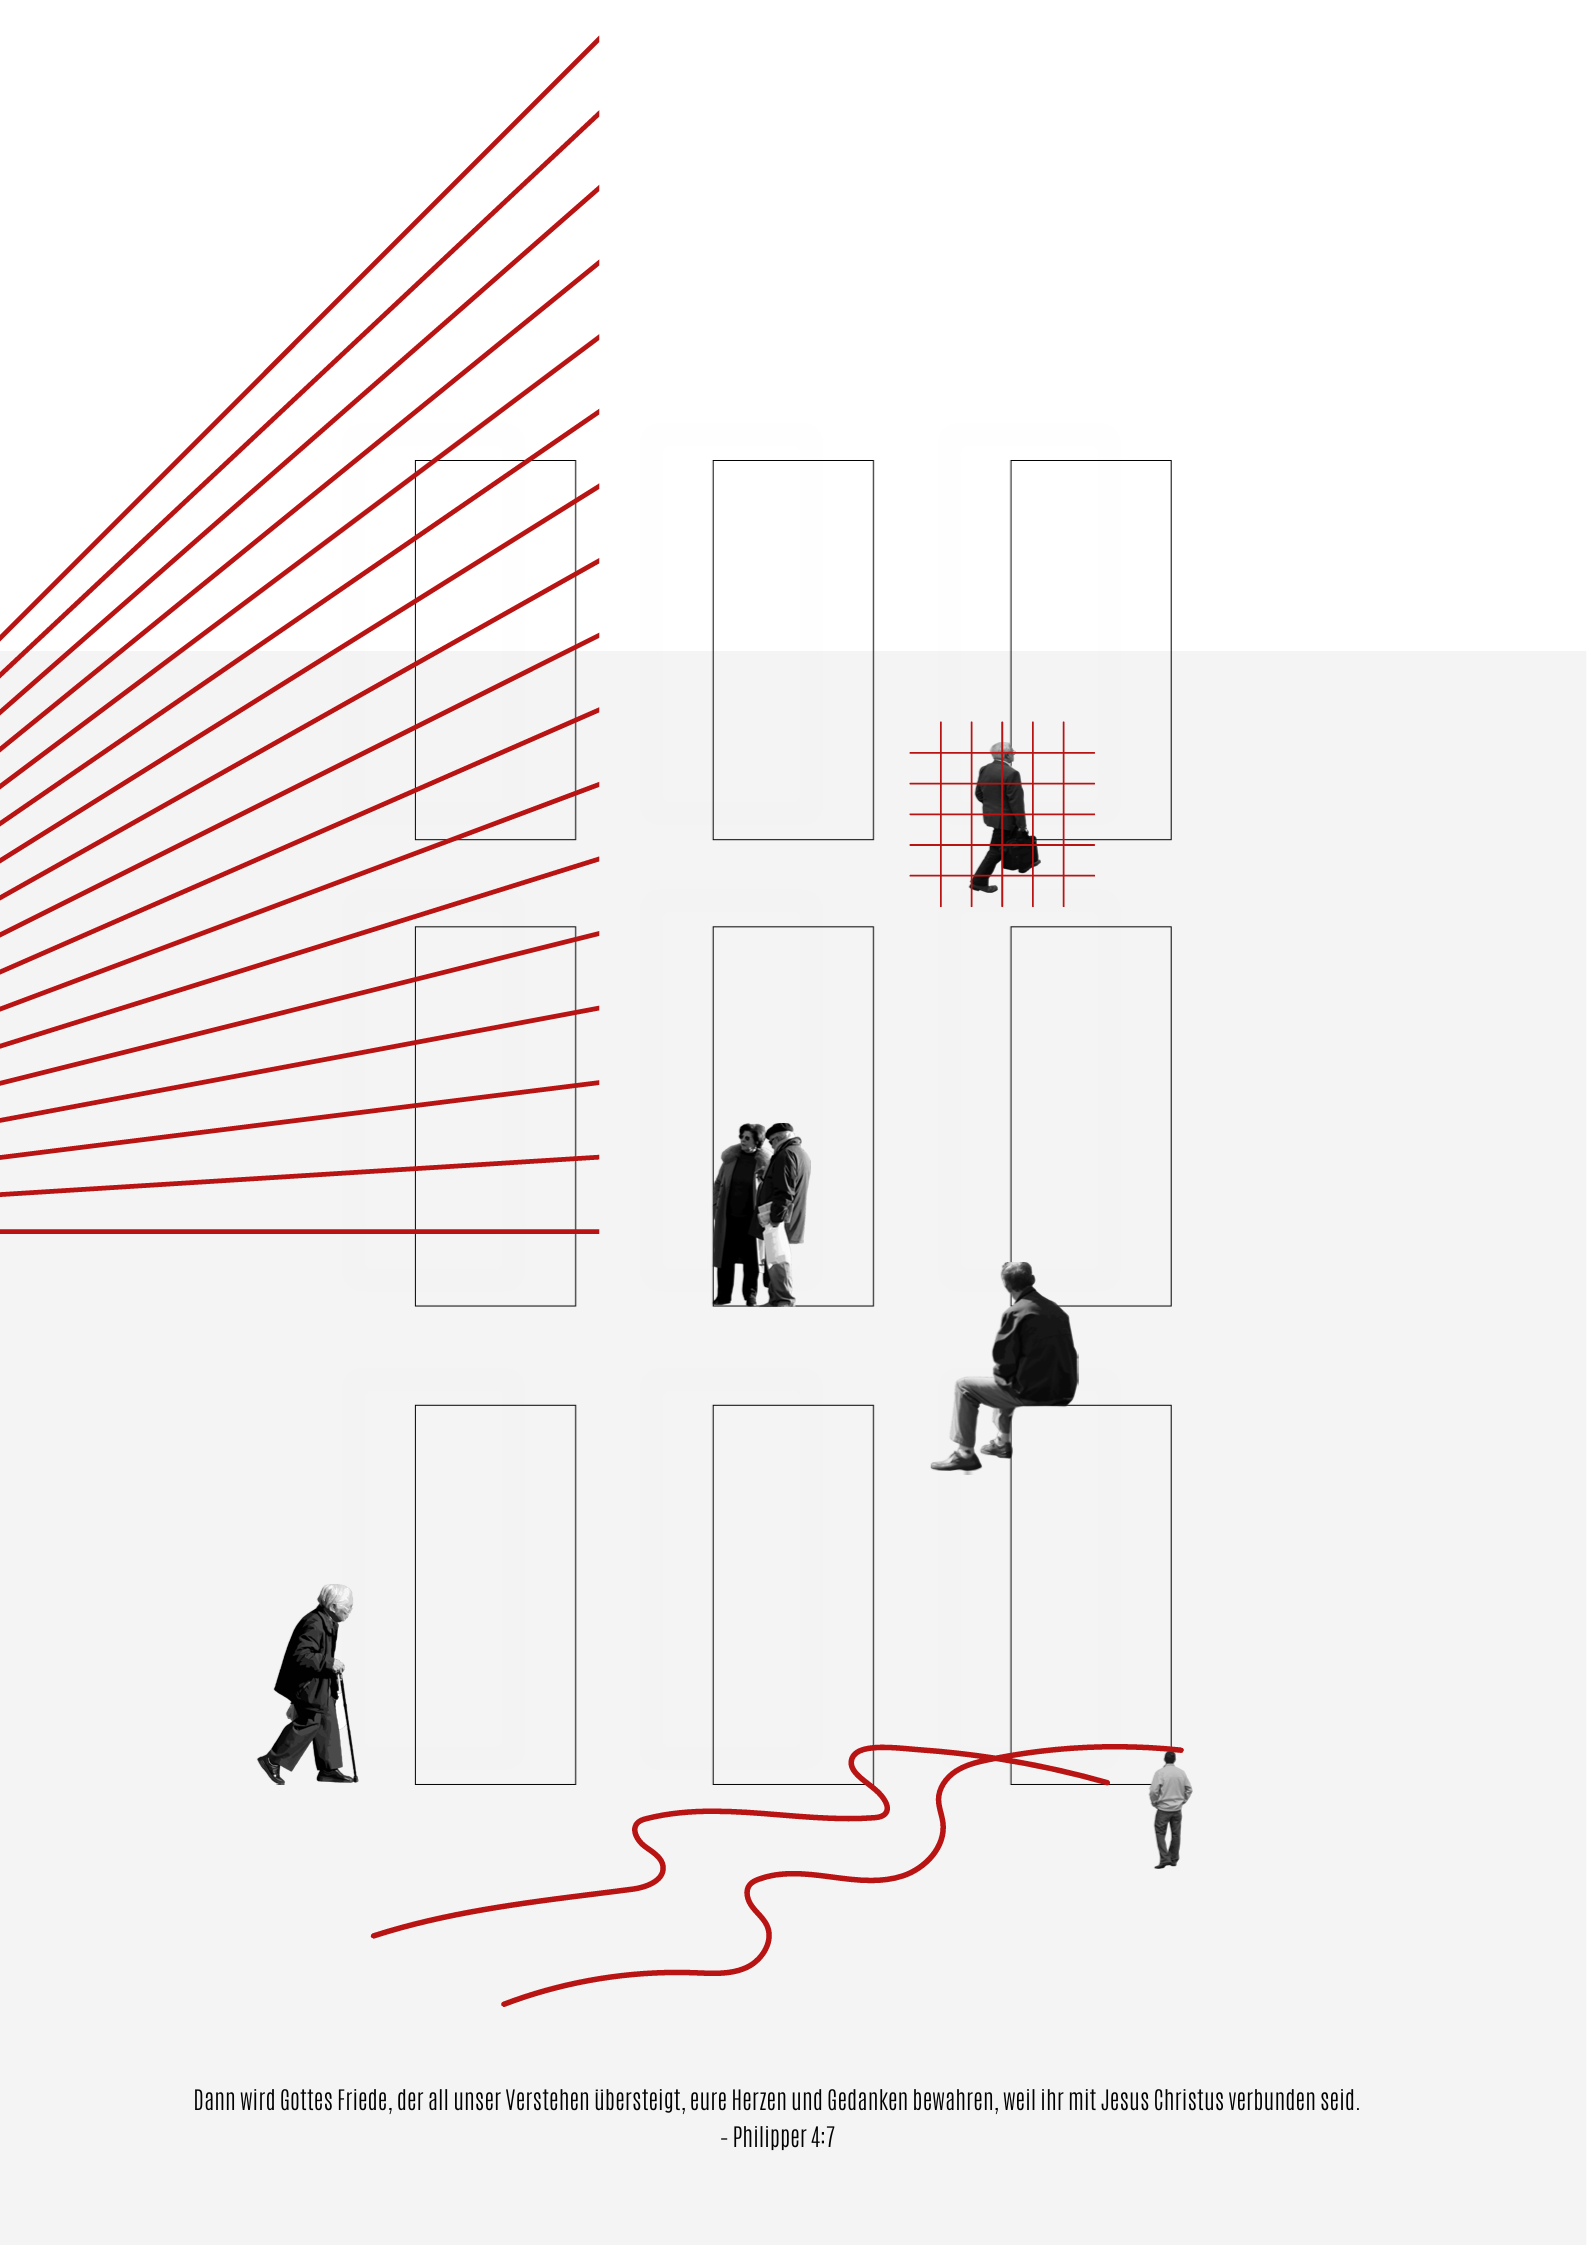 Dann wird Gottes Friede, der all unser Verstehen übersteigt, eure Herzen und Gedanken bewahren, weil ihr mit Jesus Christus verbunden seid.
– Philipper 4:7